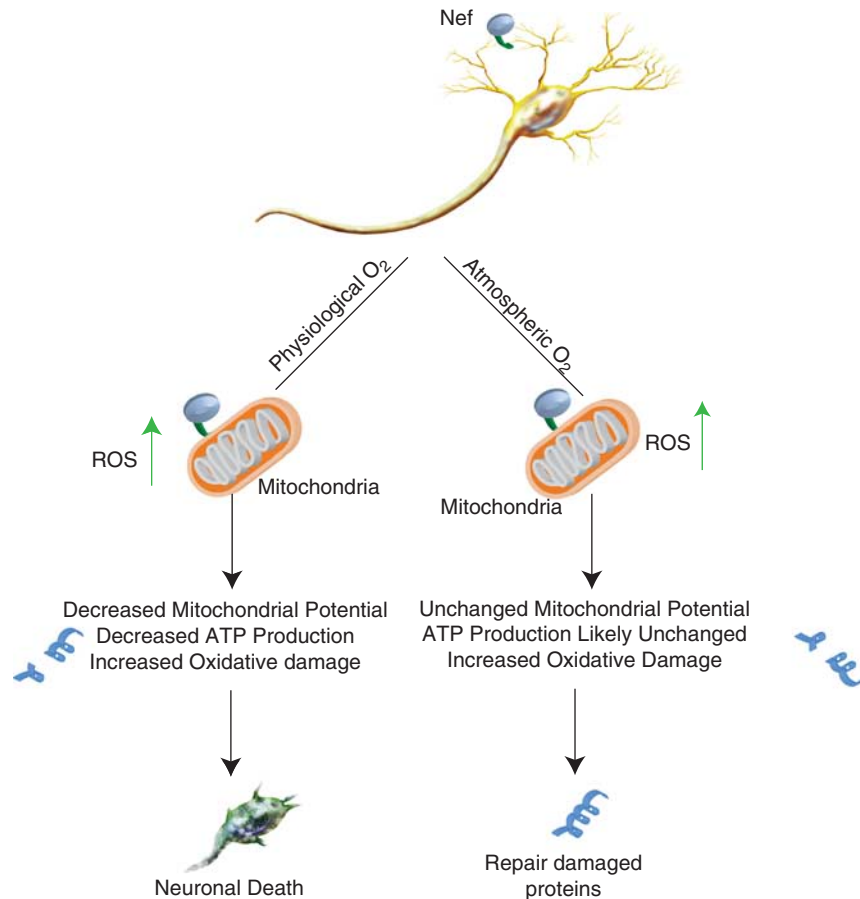 Nef
Physiological O₂
Atmospheric O₂
ROS
Mitochondria
ROS
Mitochondria
Decreased Mitochondrial Potential
Decreased ATP Production
Increased Oxidative damage
Unchanged Mitochondrial Potential
ATP Production Likely Unchanged
Increased Oxidative Damage
Neuronal Death
Repair damaged
proteins